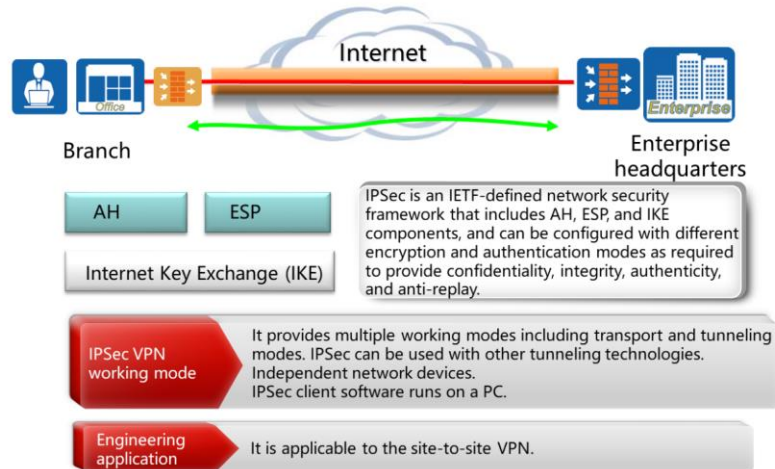 Internet
Office
Enterprise
Branch
Enterprise
headquarters
AH
ESP
Internet Key Exchange (IKE)
IPSec is an IETF-defined network security
framework that includes AH, ESP, and IKE
components, and can be configured with different
encryption and authentication modes as required
to provide confidentiality, integrity, authenticity,
and anti-replay.
IPSec VPN
working mode
It provides multiple working modes including transport and tunneling
modes. IPSec can be used with other tunneling technologies.
Independent network devices.
IPSec client software runs on a PC.
Engineering
application
It is applicable to the site-to-site VPN.